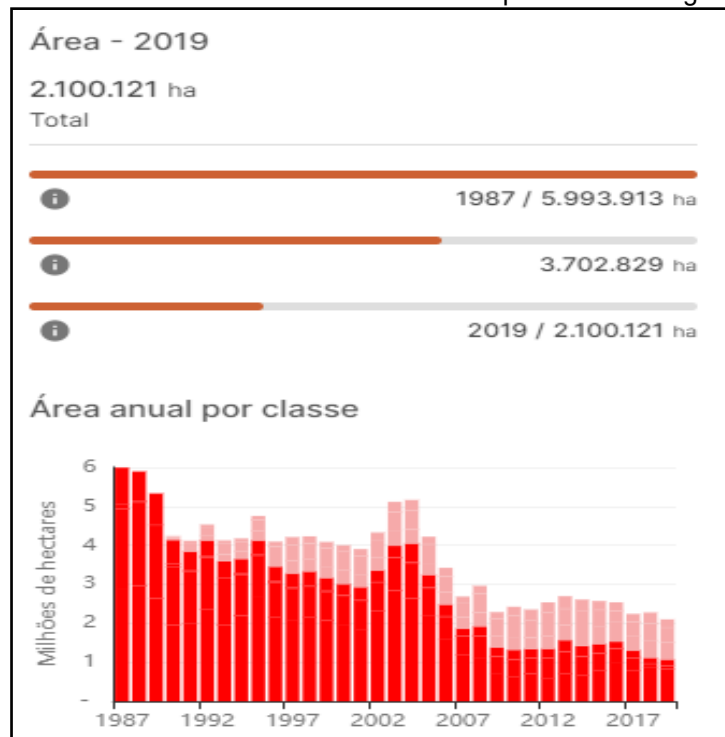 Área - 2019
2.100.121 ha
Total
1987 / 5.993.913 ha
3.702.829 ha
2019 / 2.100.121 ha
Área anual por classe
Milhões de hectares
6
5
4
3
2
1
-
1987 1992 1997 2002 2007 2012 2017